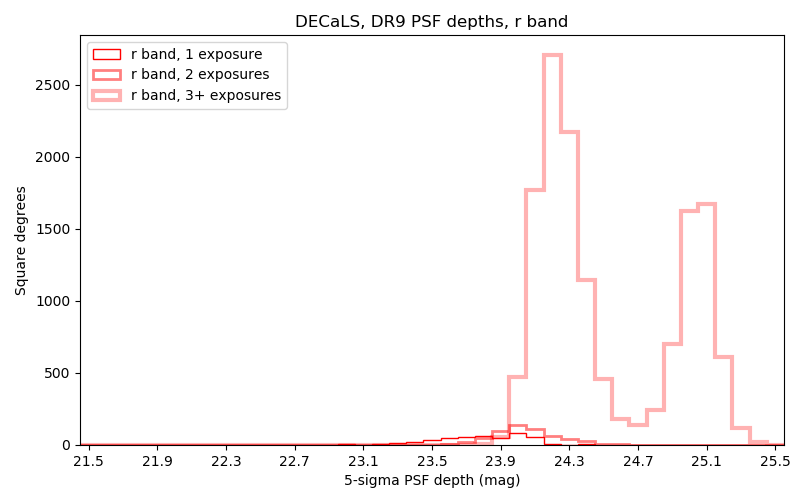 DECaLS, DR9 PSF depths, r band
r band, 1 exposure
r band, 2 exposures
r band, 3+ exposures
Square degrees
2500
2000
1500
1000
500
0
21.5 21.9 22.3 22.7 23.1 23.5 23.9 24.3 24.7 25.1 25.5
5-sigma PSF depth (mag)